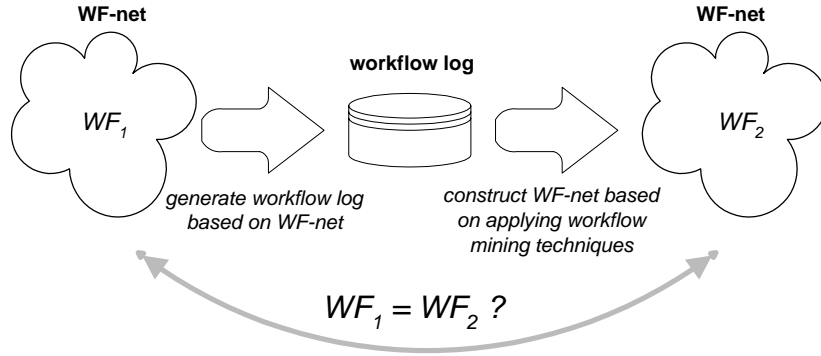 WF-net
WF-net
workflow log
WF₁
WF₂
generate workflow log
based on WF-net
construct WF-net based
on applying workflow
mining techniques
WF₁ = WF₂ ?